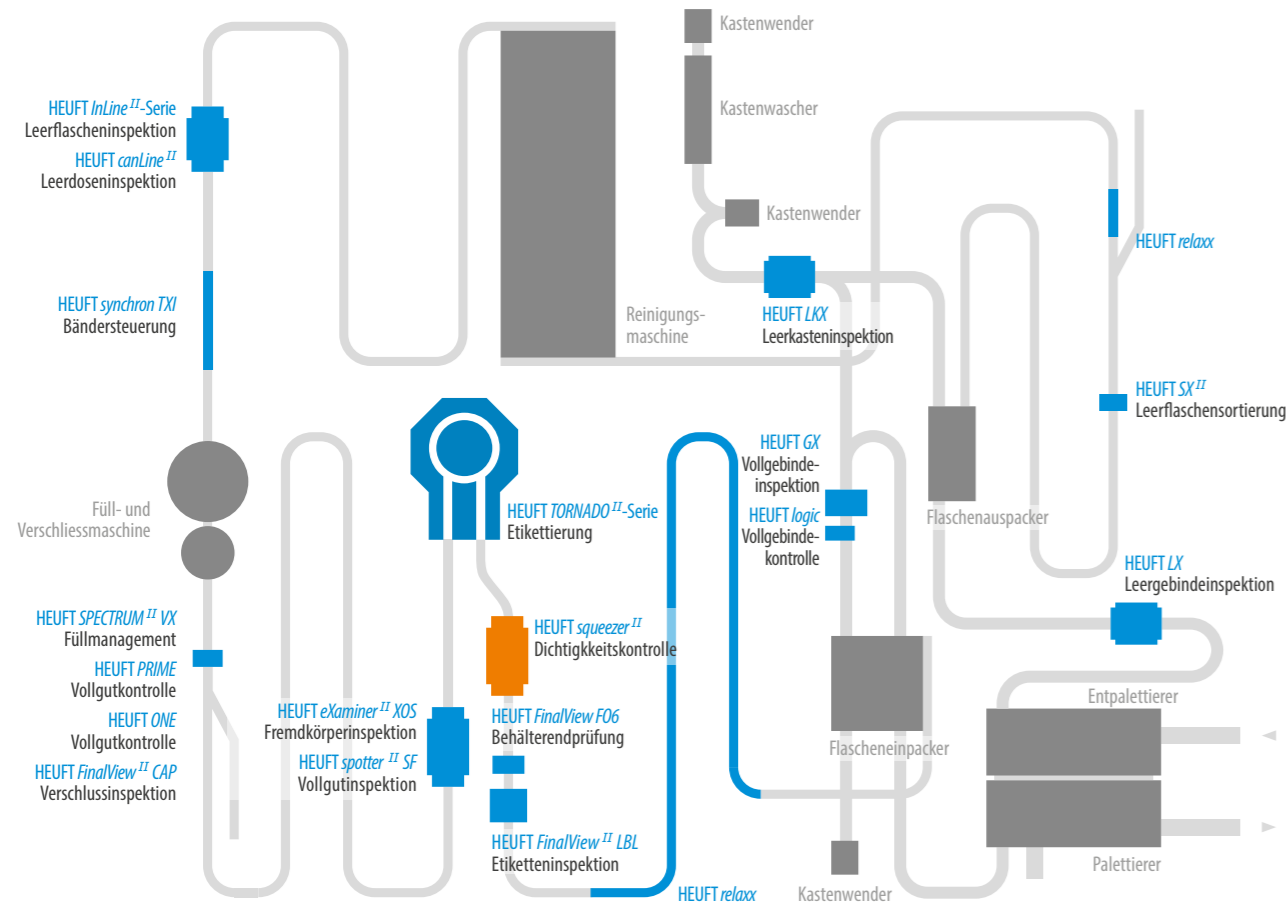 Kastenwender
Kastenwascher
HEUFT InLine II-Serie
Leerflascheninspektion
HEUFT canLine II
Leerdoseninspektion
Kastenwender
HEUFT relaxx
HEUFT synchron TXI
Bändersteuerung
Reinigungs-
maschine
HEUFT LKX
Leerkasteninspektion
HEUFT SX II
Leerflaschensortierung
HEUFT GX
Vollgebinde-
inspektion
HEUFT logic
Vollgebinde-
kontrolle
Füll- und
Verschliessmaschine
HEUFT TORNADO II-Serie
Etikettierung
Flaschenauspacker
HEUFT LX
Leergebindeinspektion
HEUFT SPECTRUM II VX
Füllmanagement
HEUFT PRIME
Vollgutkontrolle
HEUFT ONE
Vollgutkontrolle
HEUFT FinalView II CAP
Verschlussinspektion
HEUFT squeezer II
Dichtigkkeitskontrolle
HEUFT eXaminer II XOS
Fremdkörperinspektion
HEUFT spotter II SF
Vollgutinspektion
HEUFT FinalView FO6
Behälterendprüfung
Flascheneinpacker
Entpalettierer
HEUFT FinalView II LBL
Etiketteninspektion
Palettierer
HEUFT relaxx
Kastenwender